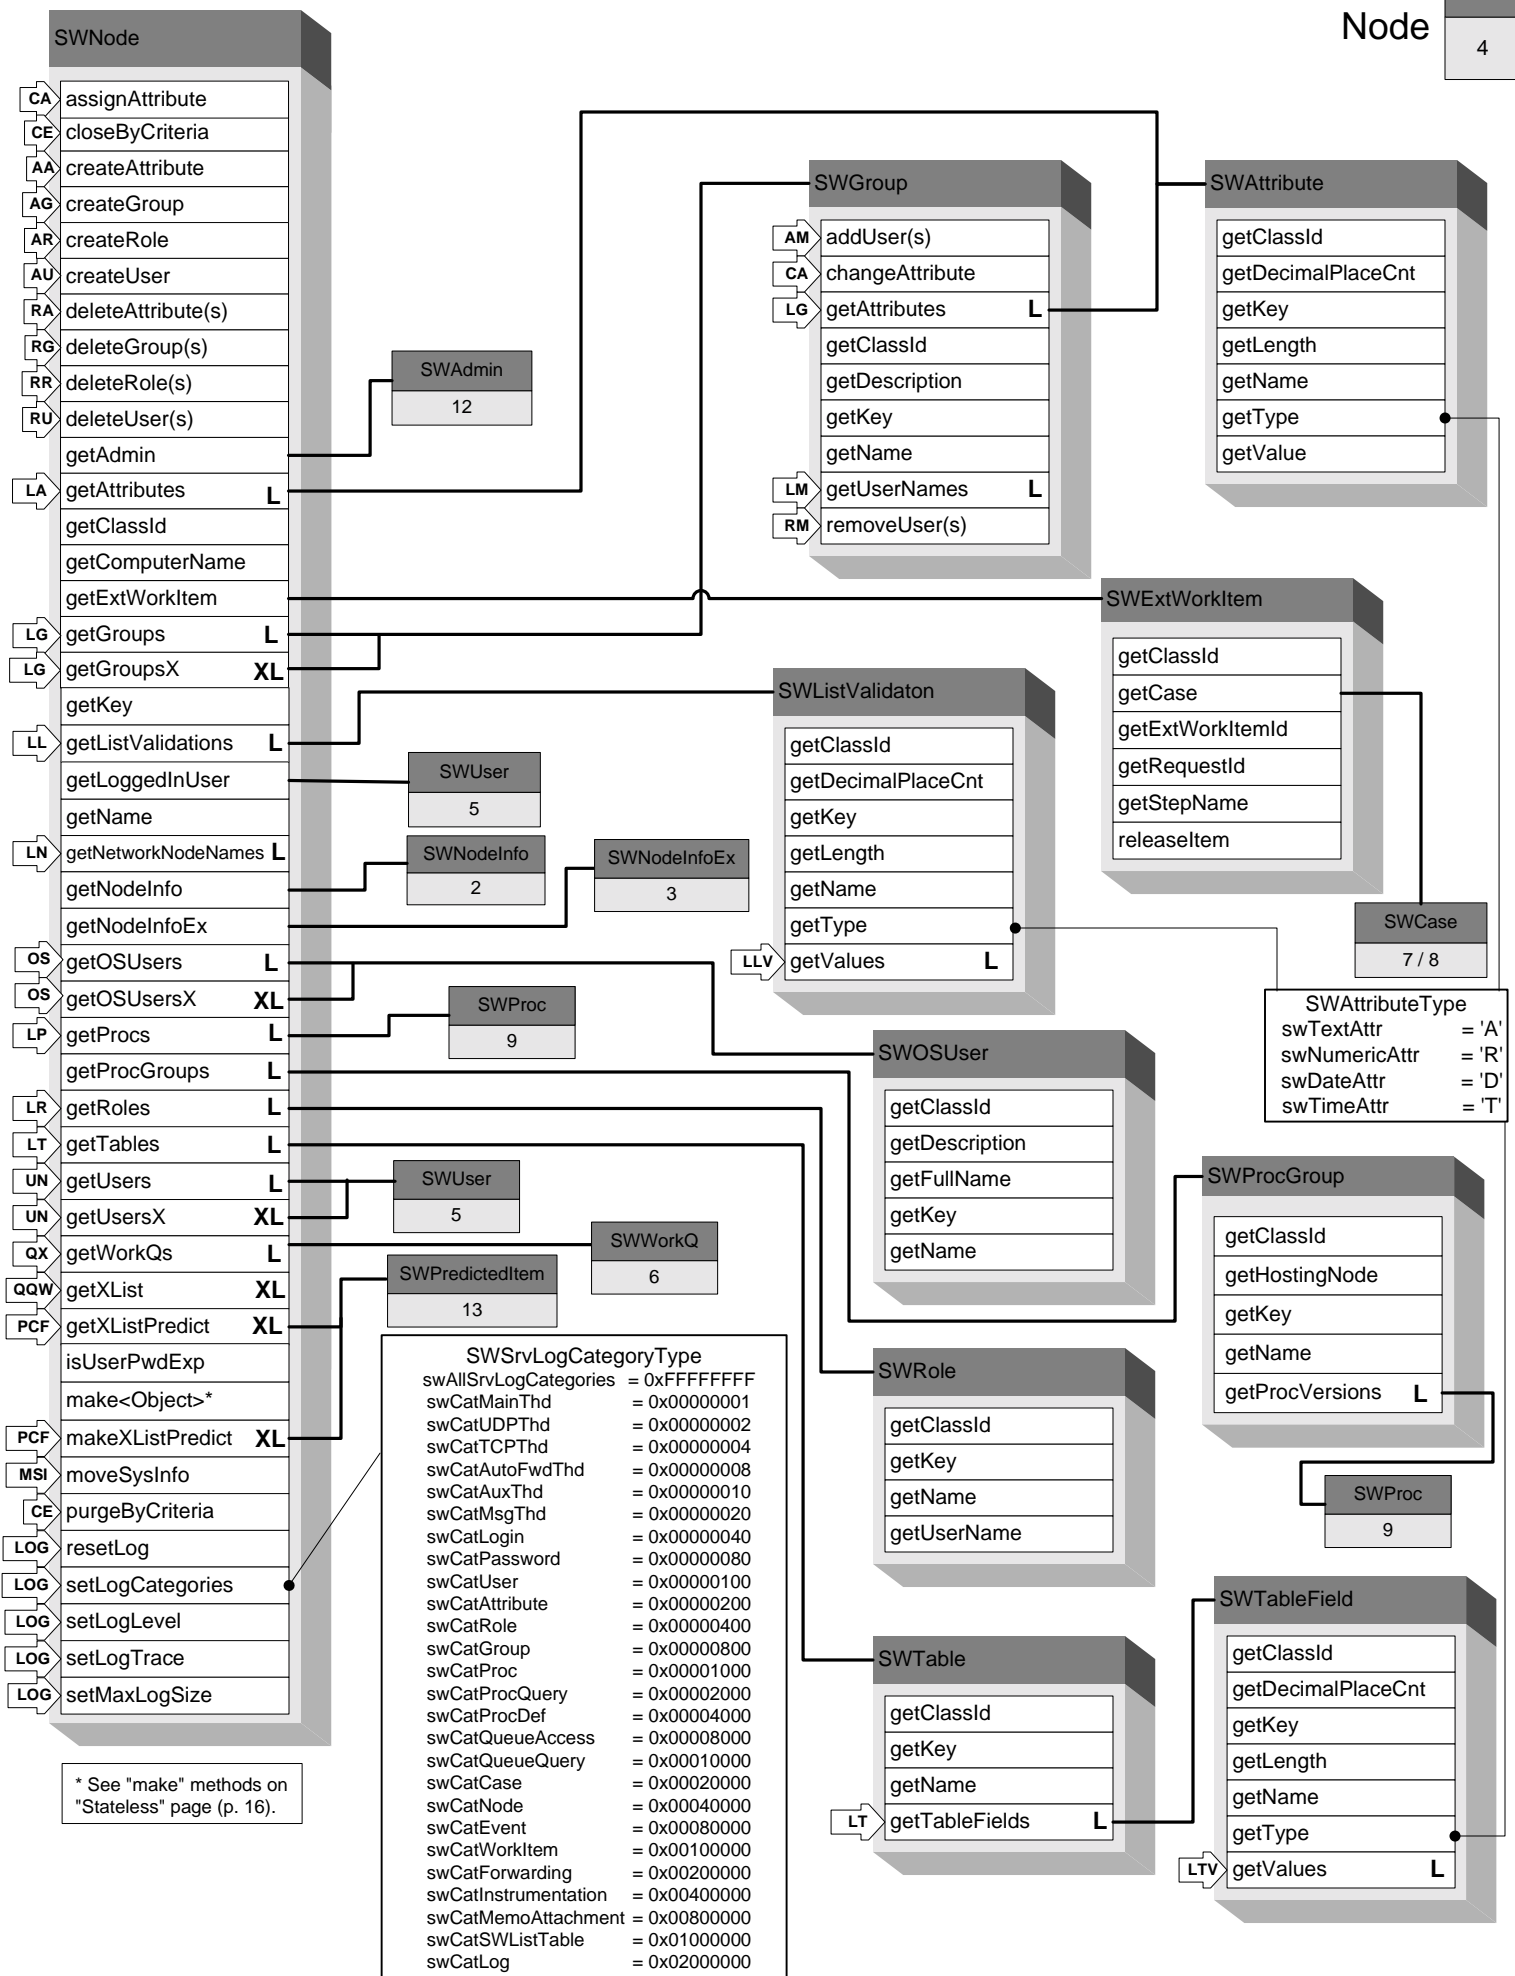 Node
4
SWNode
CA assignAttribute
CE closeByCriteria
AA createAttribute
AG createGroup
AR createRole
AU createUser
RA deleteAttribute(s)
RG deleteGroup(s)
RR deleteRole(s)
RU deleteUser(s)
getAdmin
LA getAttributes L
getClassId
getComputerName
getExtWorkItem
LG getGroups L
LG getGroupsX XL
getKey
LL getListValidations L
getLoggedInUser
getName
LN getNetworkNodeNames L
getNodeInfo
getNodeInfoEx
OS getOSUsers L
OS getOSUsersX XL
LP getProcs L
getProcGroups L
LR getRoles L
LT getTables L
UN getUsers L
UN getUsersX XL
QX getWorkQs L
QQW getXList XL
PCF getXListPredict XL
isUserPwdExp
make<Object>*
PCF makeXListPredict XL
MSI moveSysInfo
CE purgeByCriteria
LOG resetLog
LOG setLogCategories
LOG setLogLevel
LOG setLogTrace
LOG setMaxLogSize
* See "make" methods on
"Stateless" page (p. 16).
SWAdmin
12
SWUser
5
SWNodeInfo
2
SWNodeInfoEx
3
SWProc
9
SWUser
5
SWWorkQ
6
SWPredictedItem
13
SWSrvLogCategoryType
swAllSrvLogCategories = 0xFFFFFFFF
swCatMainThd = 0x00000001
swCatUDPThd = 0x00000002
swCatTCPThd = 0x00000004
swCatAutoFwdThd = 0x00000008
swCatAuxThd = 0x00000010
swCatMsgThd = 0x00000020
swCatLogin = 0x00000040
swCatPassword = 0x00000080
swCatUser = 0x00000100
swCatAttribute = 0x00000200
swCatRole = 0x00000400
swCatGroup = 0x00000800
swCatProc = 0x00001000
swCatProcQuery = 0x00002000
swCatProcDef = 0x00004000
swCatQueueAccess = 0x00008000
swCatQueueQuery = 0x00010000
swCatCase = 0x00020000
swCatNode = 0x00040000
swCatEvent = 0x00080000
swCatWorkItem = 0x00100000
swCatForwarding = 0x00200000
swCatInstrumentation = 0x00400000
swCatMemoAttachment = 0x00800000
swCatSWListTable = 0x01000000
swCatLog = 0x02000000
SWGroup
AM addUser(s)
CA changeAttribute
LG getAttributes L
getClassId
getDescription
getKey
getName
LM getUserNames L
RM removeUser(s)
SWAttribute
getClassId
getDecimalPlaceCnt
getKey
getLength
getName
getType
getValue
SWExtWorkItem
getClassId
getCase
getExtWorkItemId
getRequestId
getStepName
releaseItem
SWCase
7 / 8
SWListValidaton
getClassId
getDecimalPlaceCnt
getKey
getLength
getName
getType
LLV getValues L
SWAttributeType
swTextAttr = 'A'
swNumericAttr = 'R'
swDateAttr = 'D'
swTimeAttr = 'T'
SWOSUser
getClassId
getDescription
getFullName
getKey
getName
SWProcGroup
getClassId
getHostingNode
getKey
getName
getProcVersions L
SWProc
9
SWRole
getClassId
getKey
getName
getUserName
SWTable
getClassId
getKey
getName
LT getTableFields L
SWTableField
getClassId
getDecimalPlaceCnt
getKey
getLength
getName
getType
LTV getValues L